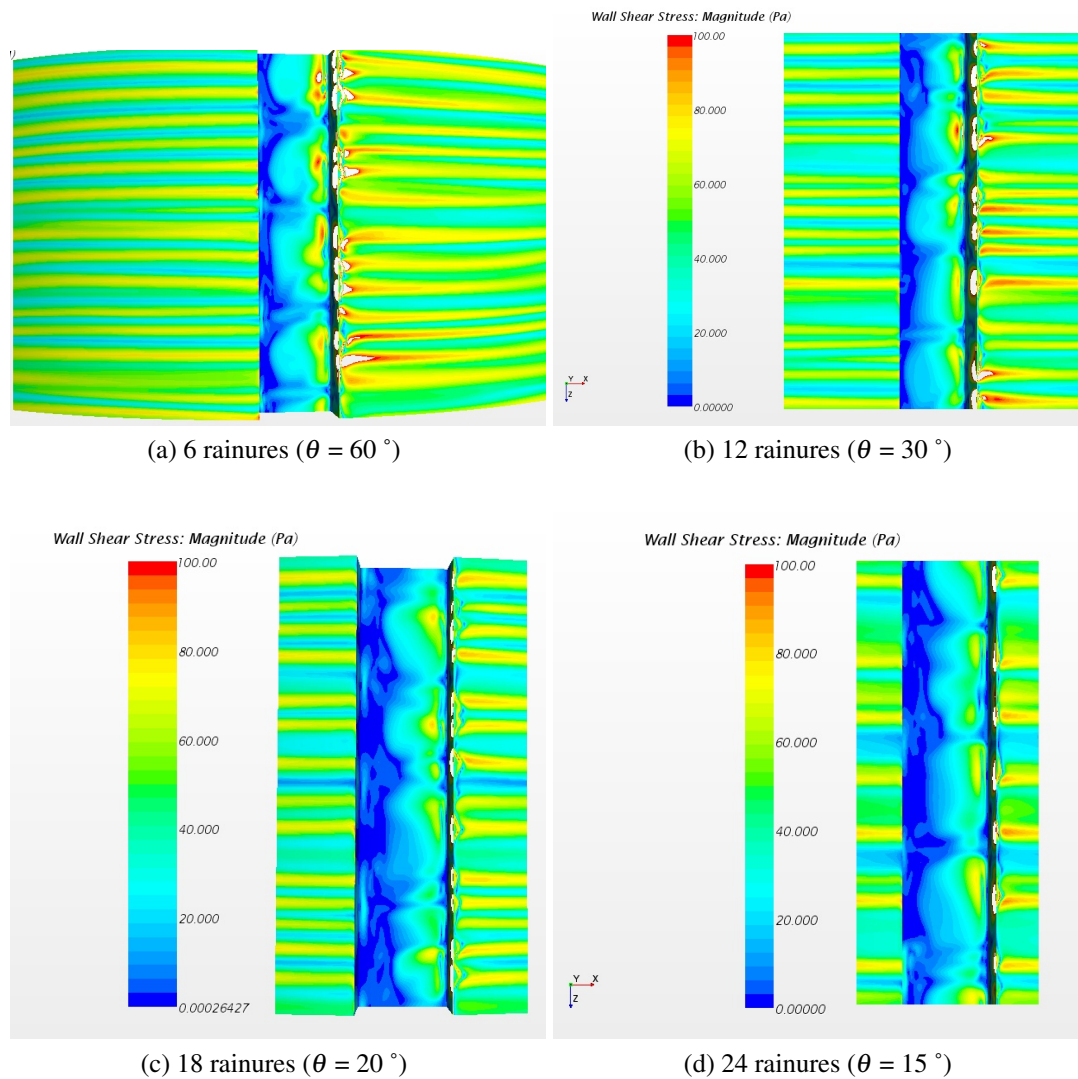 )
(a) 6 rainures (θ = 60 °)
Wall Shear Stress: Magnitude (Pa)
100.00
80.000
60.000
40.000
20.000
0.00000
Y X
Z
(b) 12 rainures (θ = 30 °)
Wall Shear Stress: Magnitude (Pa)
100.00
80.000
60.000
40.000
20.000
0.00026427
(c) 18 rainures (θ = 20 °)
Wall Shear Stress: Magnitude (Pa)
100.00
80.000
60.000
40.000
20.000
0.00000
Y X
Z
(d) 24 rainures (θ = 15 °)